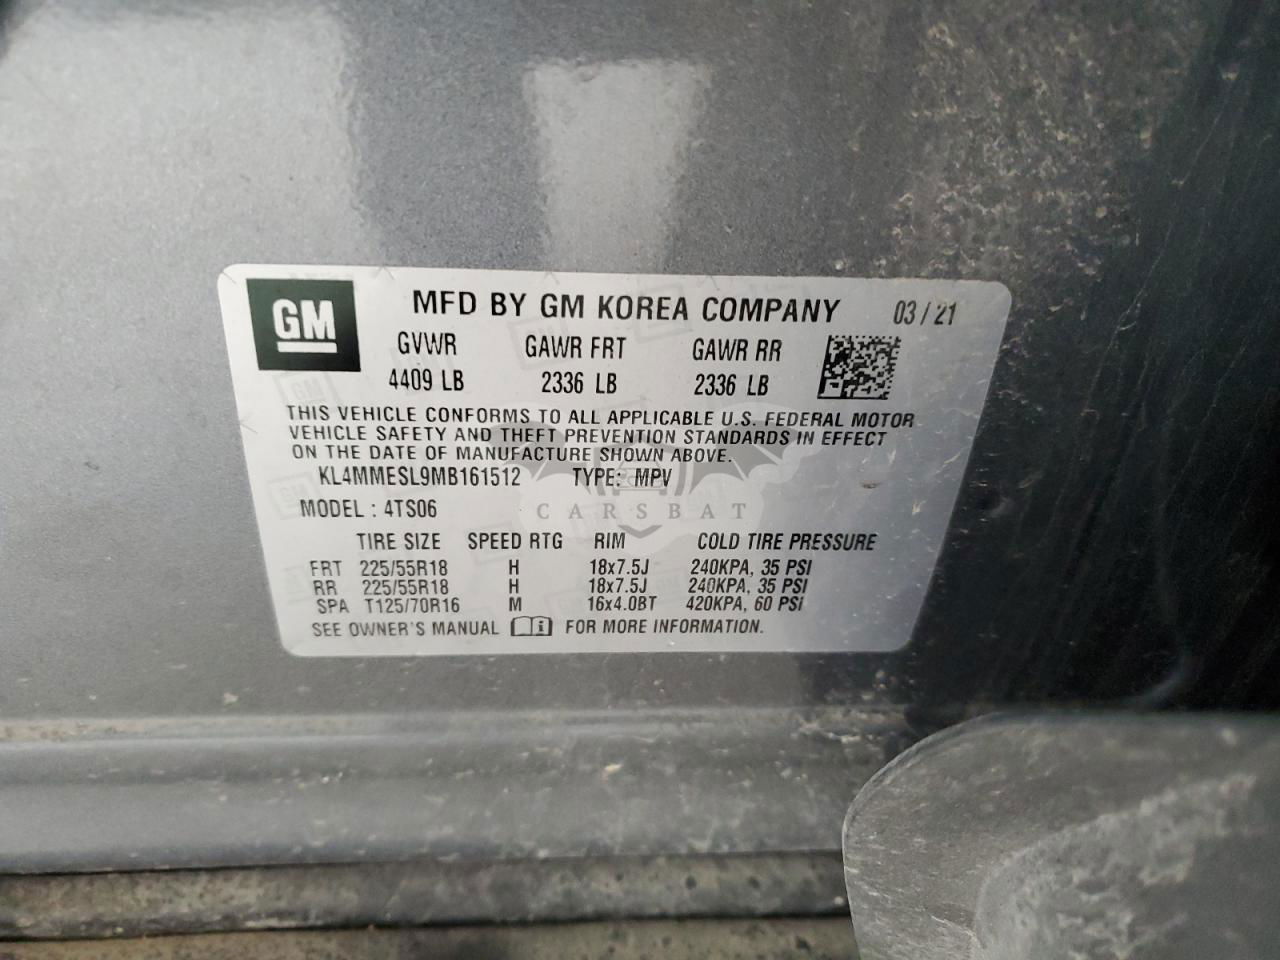 GM
MFD BY GM KOREA COMPANY 03/21
GVWR GAWR FRT GAWR RR
4409 LB 2336 LB 2336 LB
THIS VEHICLE CONFORMS TO ALL APPLICABLE U.S. FEDERAL MOTOR
VEHICLE SAFETY AND THEFT PREVENTION STANDARDS IN EFFECT
ON THE DATE OF MANUFACTURE SHOWN ABOVE.
KL4MMESL9MB161512 TYPE: MPV
MODEL : 4TS06
CARSBAT
TIRE SIZE SPEED RTG RIM COLD TIRE PRESSURE
FRT 225/55R18 H 18x7.5J 240KPA, 35 PSI
RR 225/55R18 H 18x7.5J 240KPA, 35 PSI
SPA T125/70R16 M 16x4.0BT 420KPA, 60 PSI
SEE OWNER'S MANUAL FOR MORE INFORMATION.